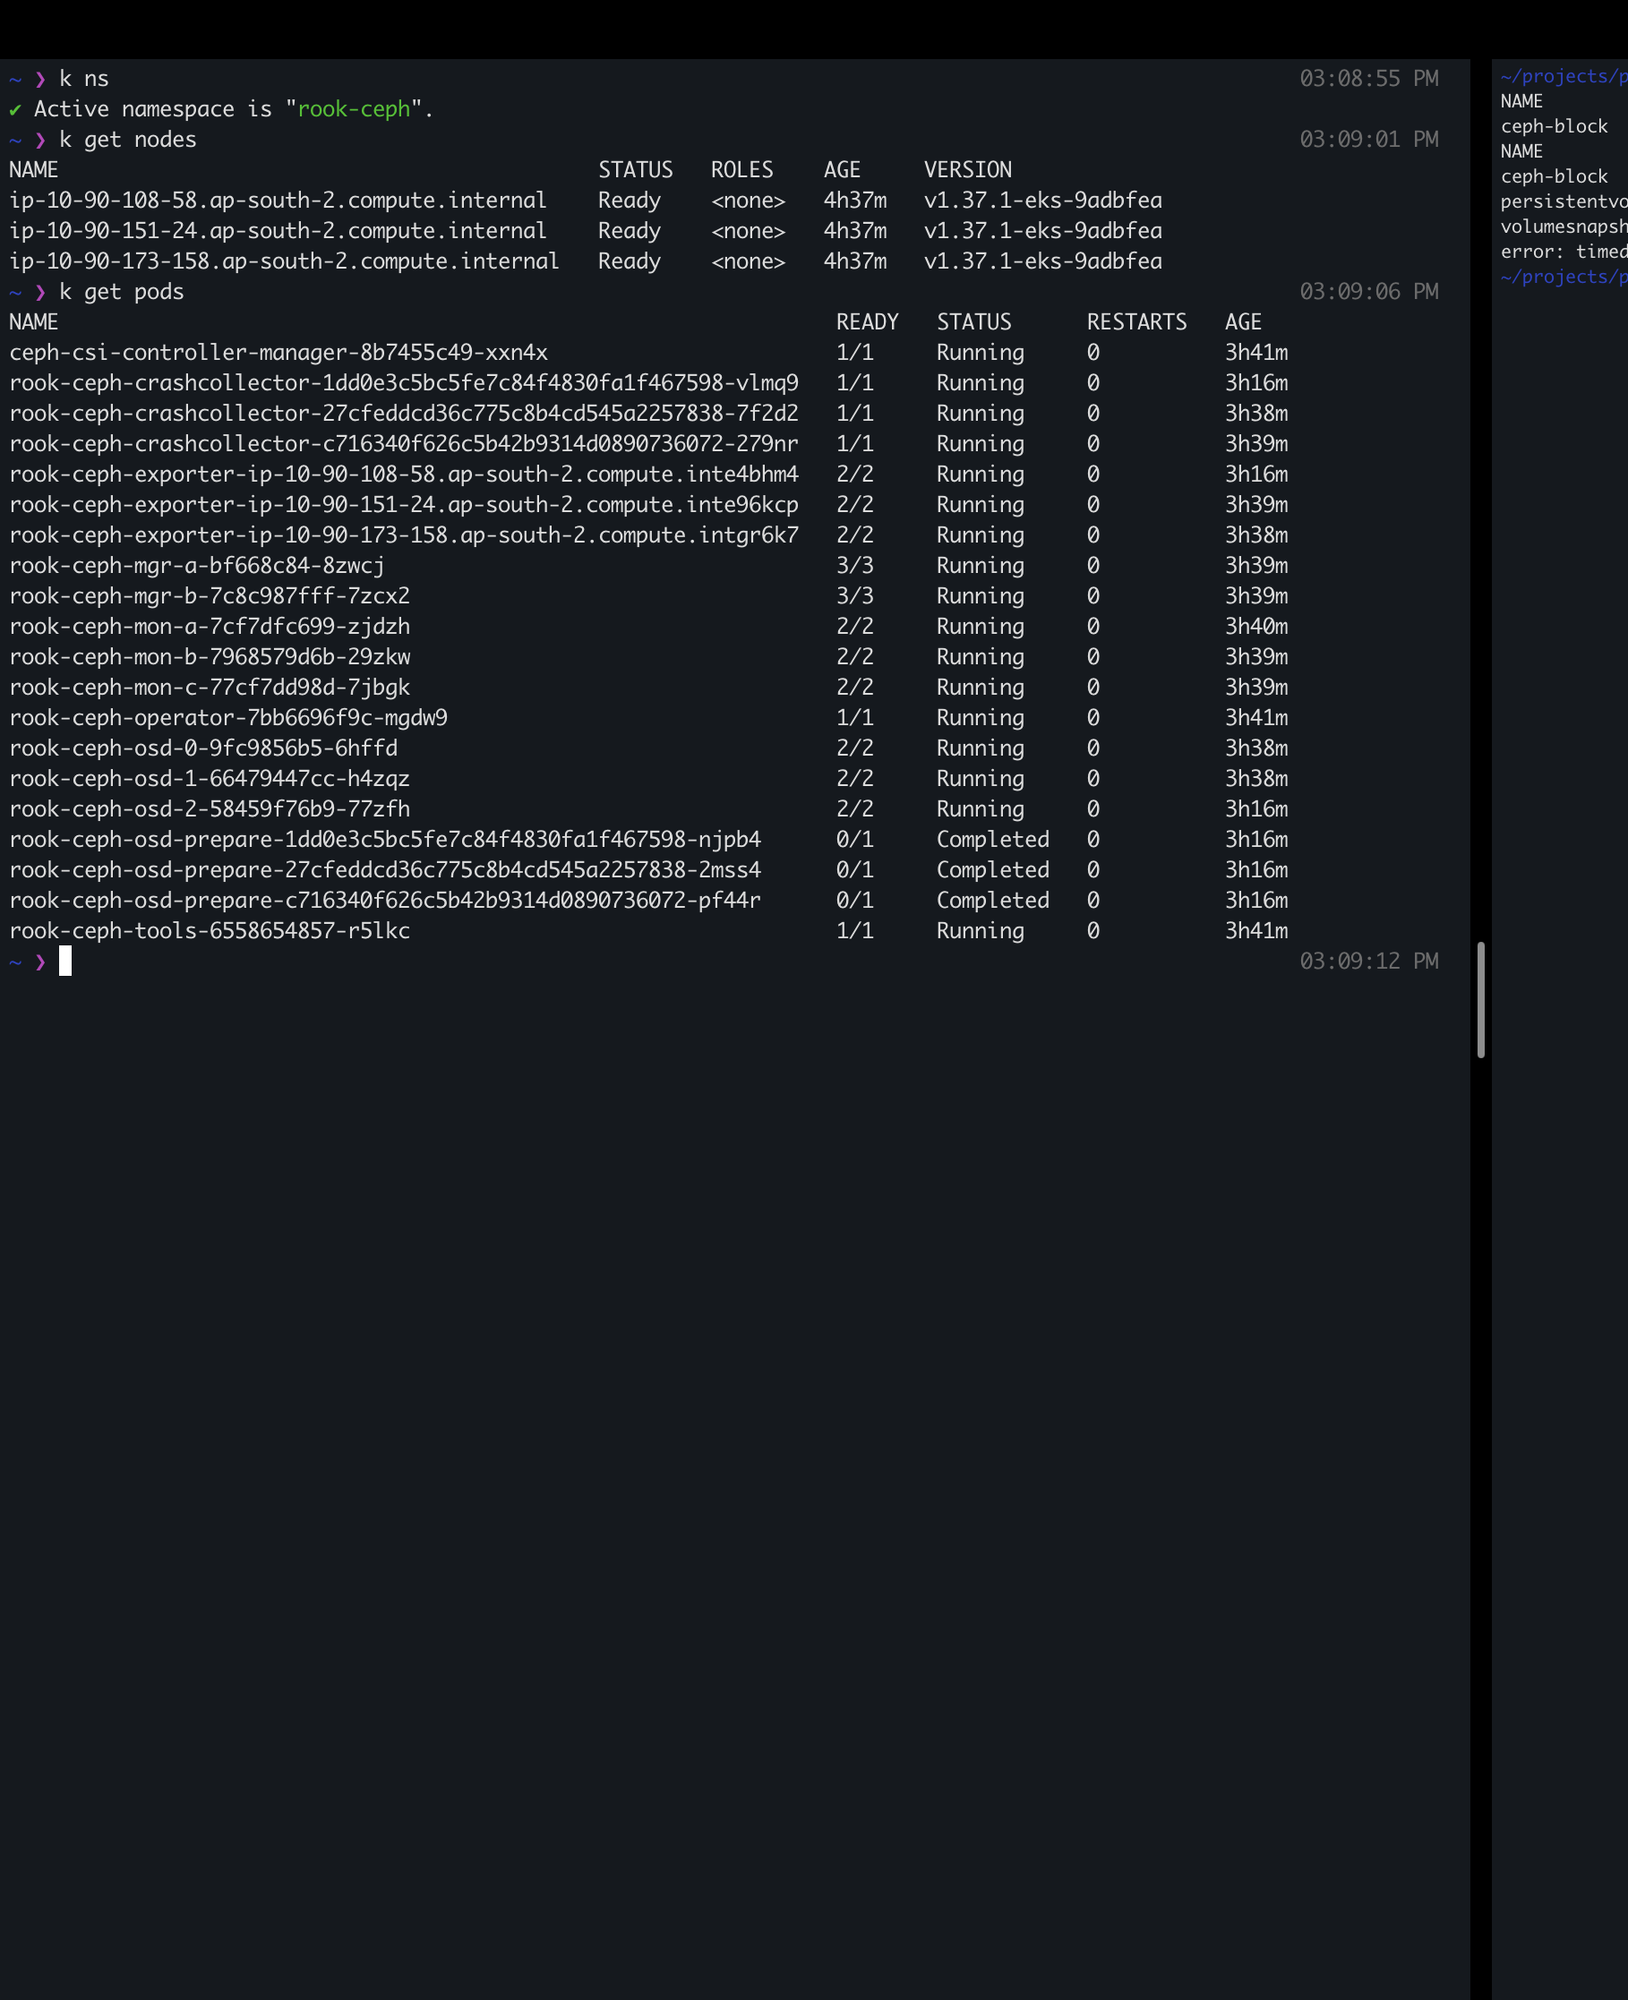 ~ ❯ k ns 03:08:55 PM
✔ Active namespace is "rook-ceph".
~ ❯ k get nodes 03:09:01 PM
NAME STATUS ROLES AGE VERSION
ip-10-90-108-58.ap-south-2.compute.internal Ready <none> 4h37m v1.37.1-eks-9adbfea
ip-10-90-151-24.ap-south-2.compute.internal Ready <none> 4h37m v1.37.1-eks-9adbfea
ip-10-90-173-158.ap-south-2.compute.internal Ready <none> 4h37m v1.37.1-eks-9adbfea
~ ❯ k get pods 03:09:06 PM
NAME READY STATUS RESTARTS AGE
ceph-csi-controller-manager-8b7455c49-xxn4x 1/1 Running 0 3h41m
rook-ceph-crashcollector-1dd0e3c5bc5fe7c84f4830fa1f467598-vlmq9 1/1 Running 0 3h16m
rook-ceph-crashcollector-27cfeddcd36c775c8b4cd545a2257838-7f2d2 1/1 Running 0 3h38m
rook-ceph-crashcollector-c716340f626c5b42b9314d0890736072-279nr 1/1 Running 0 3h39m
rook-ceph-exporter-ip-10-90-108-58.ap-south-2.compute.inte4bhm4 2/2 Running 0 3h16m
rook-ceph-exporter-ip-10-90-151-24.ap-south-2.compute.inte96kcp 2/2 Running 0 3h39m
rook-ceph-exporter-ip-10-90-173-158.ap-south-2.compute.intgr6k7 2/2 Running 0 3h38m
rook-ceph-mgr-a-bf668c84-8zwcj 3/3 Running 0 3h39m
rook-ceph-mgr-b-7c8c987fff-7zcx2 3/3 Running 0 3h39m
rook-ceph-mon-a-7cf7dfc699-zjdzh 2/2 Running 0 3h40m
rook-ceph-mon-b-7968579d6b-29zkw 2/2 Running 0 3h39m
rook-ceph-mon-c-77cf7dd98d-7jbgk 2/2 Running 0 3h39m
rook-ceph-operator-7bb6696f9c-mgdw9 1/1 Running 0 3h41m
rook-ceph-osd-0-9fc9856b5-6hffd 2/2 Running 0 3h38m
rook-ceph-osd-1-66479447cc-h4zqz 2/2 Running 0 3h38m
rook-ceph-osd-2-58459f76b9-77zfh 2/2 Running 0 3h16m
rook-ceph-osd-prepare-1dd0e3c5bc5fe7c84f4830fa1f467598-njpb4 0/1 Completed 0 3h16m
rook-ceph-osd-prepare-27cfeddcd36c775c8b4cd545a2257838-2mss4 0/1 Completed 0 3h16m
rook-ceph-osd-prepare-c716340f626c5b42b9314d0890736072-pf44r 0/1 Completed 0 3h16m
rook-ceph-tools-6558654857-r5lkc 1/1 Running 0 3h41m
~ ❯ 03:09:12 PM
~/projects/p
NAME
ceph-block
NAME
ceph-block
persistentvo
volumesnapsh
error: timed
~/projects/p